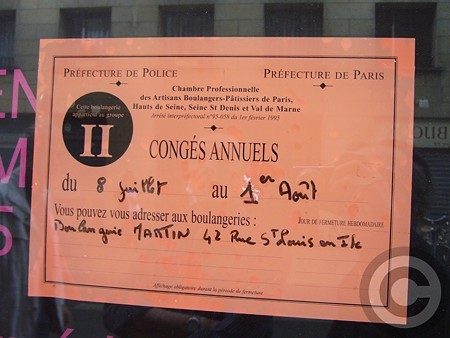 PRÉFECTURE DE POLICE PRÉFECTURE DE PARIS
Chambre Professionnelle
des Artisans Boulangers-Pâtissiers de Paris,
Hauts de Seine, Seine St Denis et Val de Marne
Arrêté interpréfectoral n°95-058 du 1er février 1995
Cette boulangerie
appartient au groupe
II
CONGÉS ANNUELS
du 8 juillet au 1er Août
Vous pouvez vous adresser aux boulangeries :
JOUR DE FERMETURE HEBDOMADAIRE
Boulangerie MARTIN 42 Rue St Louis en Ile
Affichage obligatoire durant la période de fermeture
©